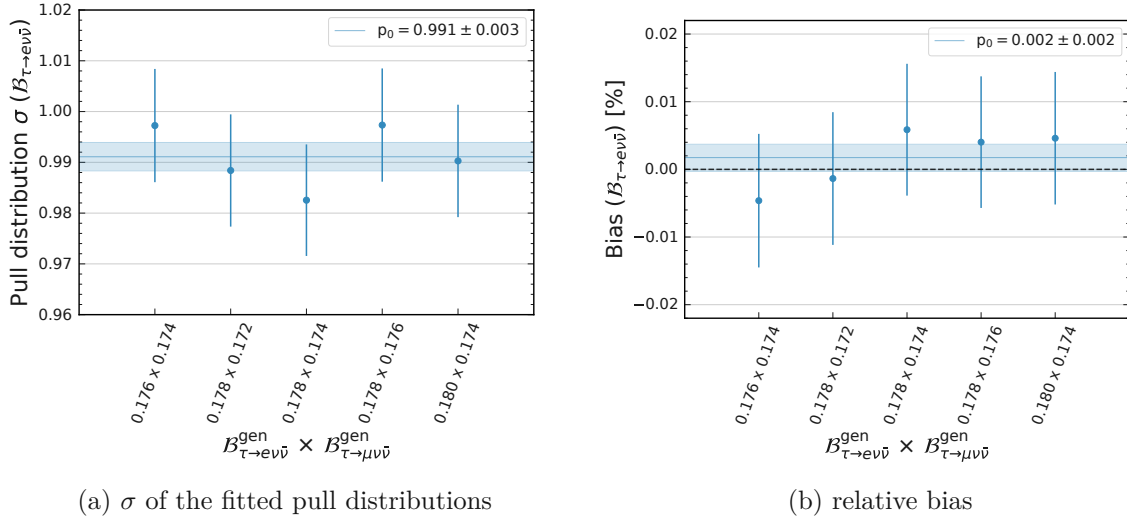 1.02
1.01
1.00
0.99
0.98
0.97
0.96
Pull distribution σ (ℬτ→eνν̄)
p₀ = 0.991 ± 0.003
0.176 x 0.174
0.178 x 0.172
0.178 x 0.174
0.178 x 0.176
0.180 x 0.174
ℬ^gen_τ→eνν̄ × ℬ^gen_τ→μνν̄
(a) σ of the fitted pull distributions
0.02
0.01
0.00
−0.01
−0.02
Bias (ℬτ→eνν̄) [%]
p₀ = 0.002 ± 0.002
0.176 x 0.174
0.178 x 0.172
0.178 x 0.174
0.178 x 0.176
0.180 x 0.174
ℬ^gen_τ→eνν̄ × ℬ^gen_τ→μνν̄
(b) relative bias